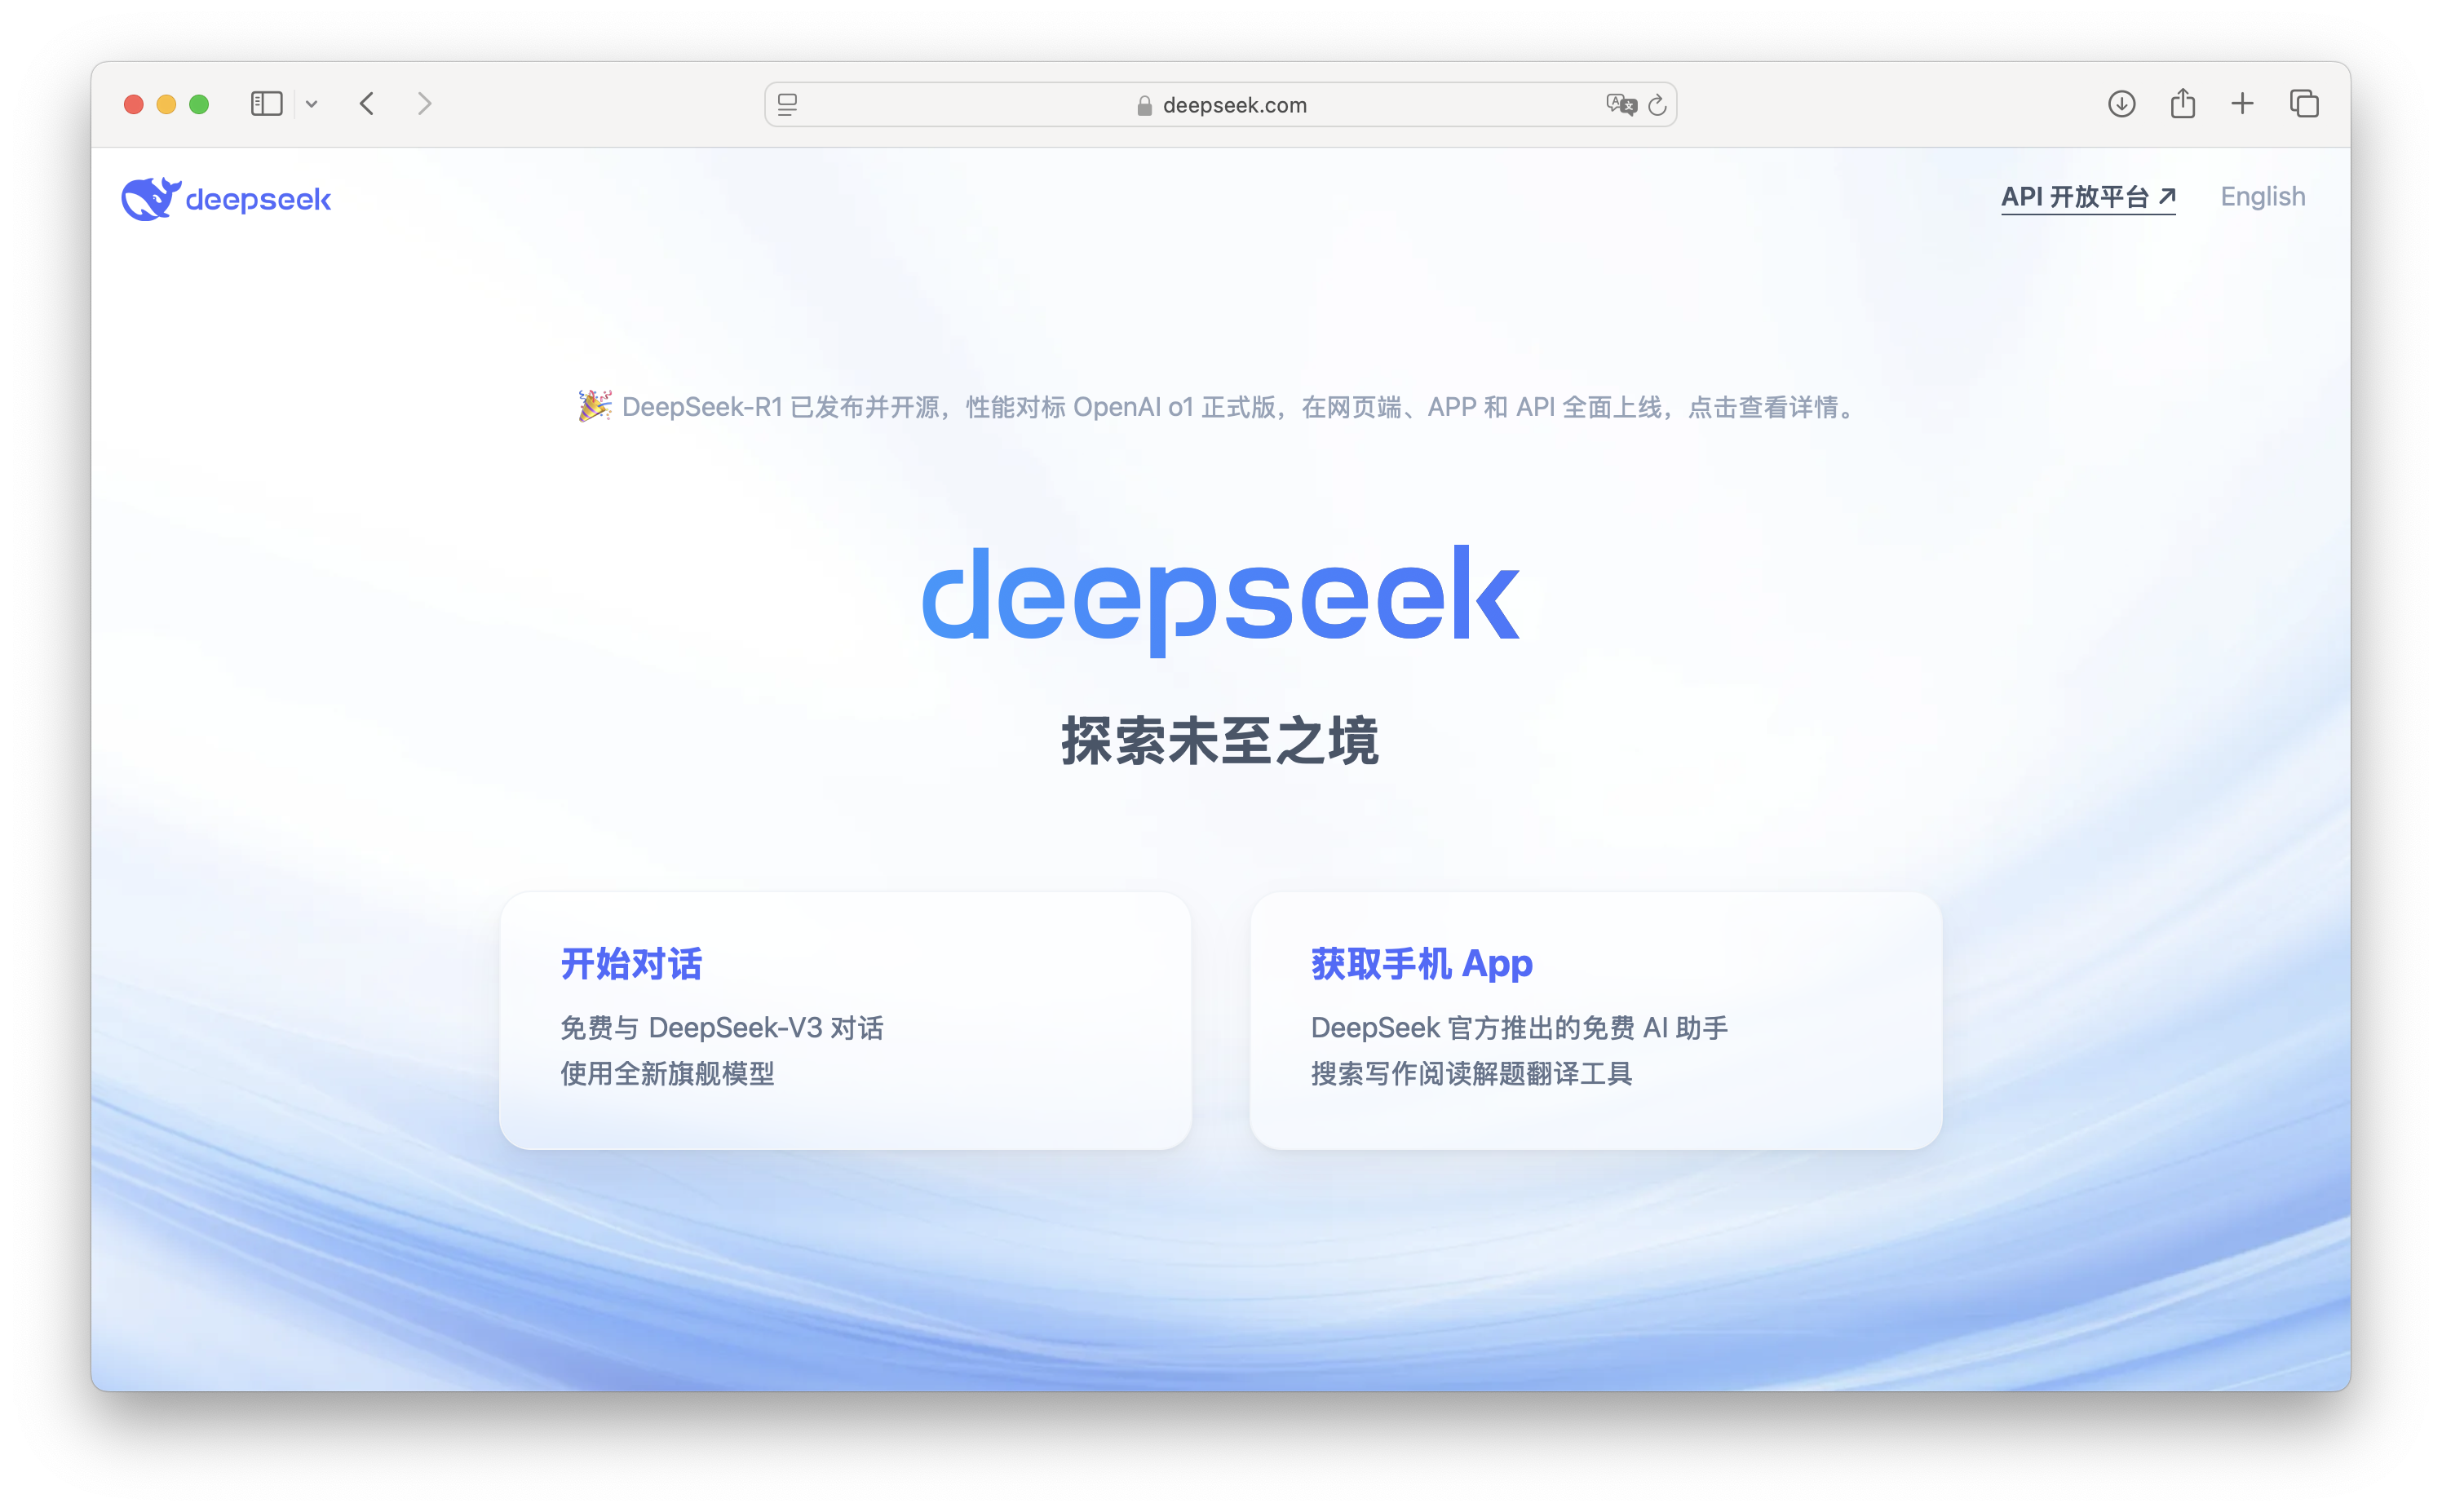 deepseek.com
deepseek
API 开放平台 ↗
English
🎉 DeepSeek-R1 已发布并开源，性能对标 OpenAI o1 正式版，在网页端、APP 和 API 全面上线，点击查看详情。
deepseek
探索未至之境
开始对话
免费与 DeepSeek-V3 对话
使用全新旗舰模型
获取手机 App
DeepSeek 官方推出的免费 AI 助手
搜索写作阅读解题翻译工具